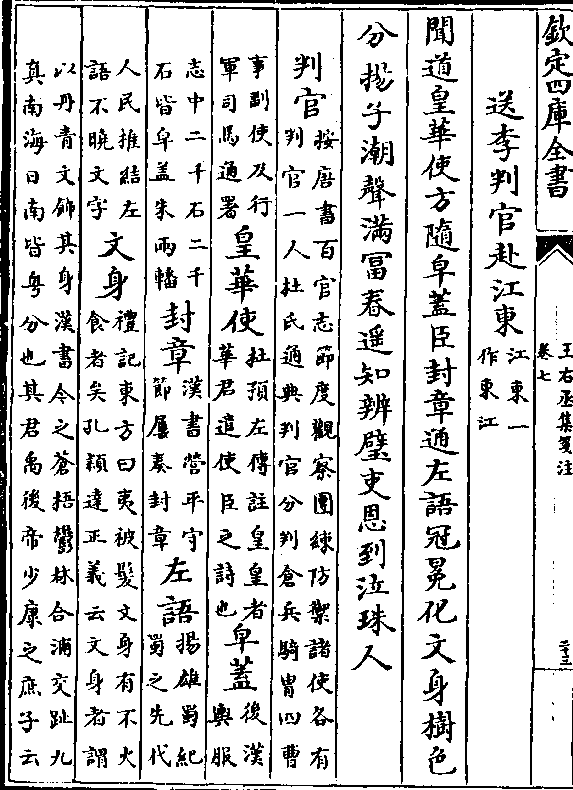 欽定四庫全書
王右丞集箋注
卷七
二十三
送李判官赴江東江東一
作東江
聞道皇華使方隨皁蓋臣封章通左語冠冕化文身樹色
分揚子潮聲滿富春遥知辨璧吏恩到泣珠人
判官按唐書百官志節度觀察團練防禦諸使各有
判官一人杜氏通典判官分判倉兵騎胄四曹
事副使及行
軍司馬通署皇華使杜預左傳註皇皇者
華君遣使臣之詩也皁蓋後漢
輿服
志中二千石二千
石皆皁蓋朱兩轓封章漢書營平守
節屢奏封章左語揚雄蜀紀
蜀之先代
人民推結左
語不曉文字文身禮記東方曰夷被髮文身有不火
食者矣孔穎達正義云文身者謂
以丹青文飾其身漢書今之蒼梧鬱林合浦交趾九
真南海日南皆粤分也其君禹後帝少康之庶子云